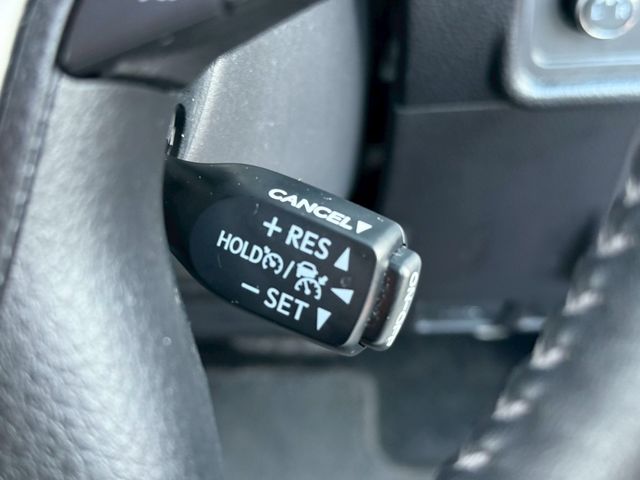 CANCEL▼
+ RES ▲
HOLD /
− SET ▼